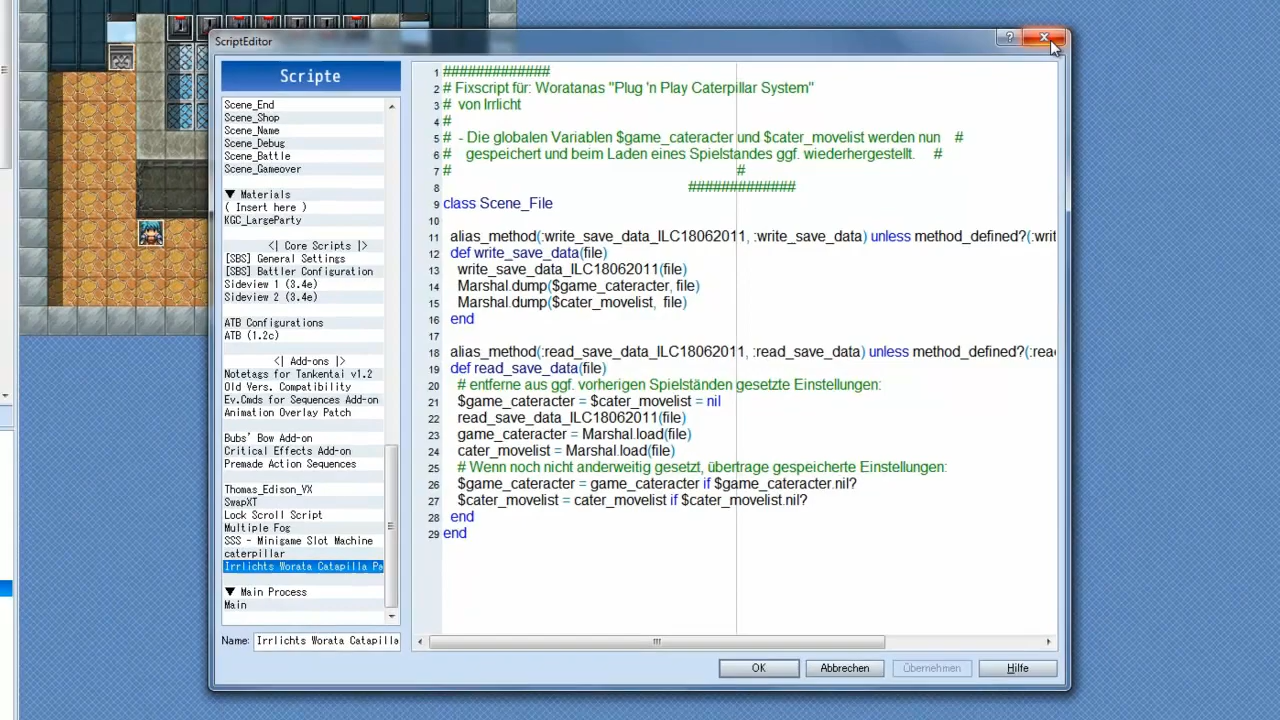 ScriptEditor
Scripte
Scene_End
Scene_Shop
Scene_Name
Scene_Debug
Scene_Battle
Scene_Gameover
▼ Materials
( Insert here )
KGC_LargeParty
<| Core Scripts |>
[SBS] General Settings
[SBS] Battler Configuration
Sideview 1 (3.4e)
Sideview 2 (3.4e)
ATB Configurations
ATB (1.2c)
<| Add-ons |>
Notetags for Tankentai v1.2
Old Vers. Compatibility
Ev.Cmds for Sequences Add-on
Animation Overlay Patch
Bubs' Bow Add-on
Critical Effects Add-on
Premade Action Sequences
Thomas_Edison_VX
SwapXT
Lock Scroll Script
Multiple Fog
SSS - Minigame Slot Machine
caterpillar
Irrlichts Worata Catapilla Pa
▼ Main Process
Main
Name: Irrlichts Worata Catapilla
1 #############
2 # Fixscript für: Woratanas "Plug 'n Play Caterpillar System"
3 # von Irrlicht
4 #
5 # - Die globalen Variablen $game_cateracter und $cater_movelist werden nun #
6 # gespeichert und beim Laden eines Spielstandes ggf. wiederhergestellt. #
7 # #
8 #############
9 class Scene_File
10
11 alias_method(:write_save_data_ILC18062011, :write_save_data) unless method_defined?(:writ
12 def write_save_data(file)
13 write_save_data_ILC18062011(file)
14 Marshal.dump($game_cateracter, file)
15 Marshal.dump($cater_movelist, file)
16 end
17
18 alias_method(:read_save_data_ILC18062011, :read_save_data) unless method_defined?(:rea
19 def read_save_data(file)
20 # entferne aus ggf. vorherigen Spielständen gesetzte Einstellungen:
21 $game_cateracter = $cater_movelist = nil
22 read_save_data_ILC18062011(file)
23 game_cateracter = Marshal.load(file)
24 cater_movelist = Marshal.load(file)
25 # Wenn noch nicht anderweitig gesetzt, übertrage gespeicherte Einstellungen:
26 $game_cateracter = game_cateracter if $game_cateracter.nil?
27 $cater_movelist = cater_movelist if $cater_movelist.nil?
28 end
29 end
OK
Abbrechen
Übernehmen
Hilfe